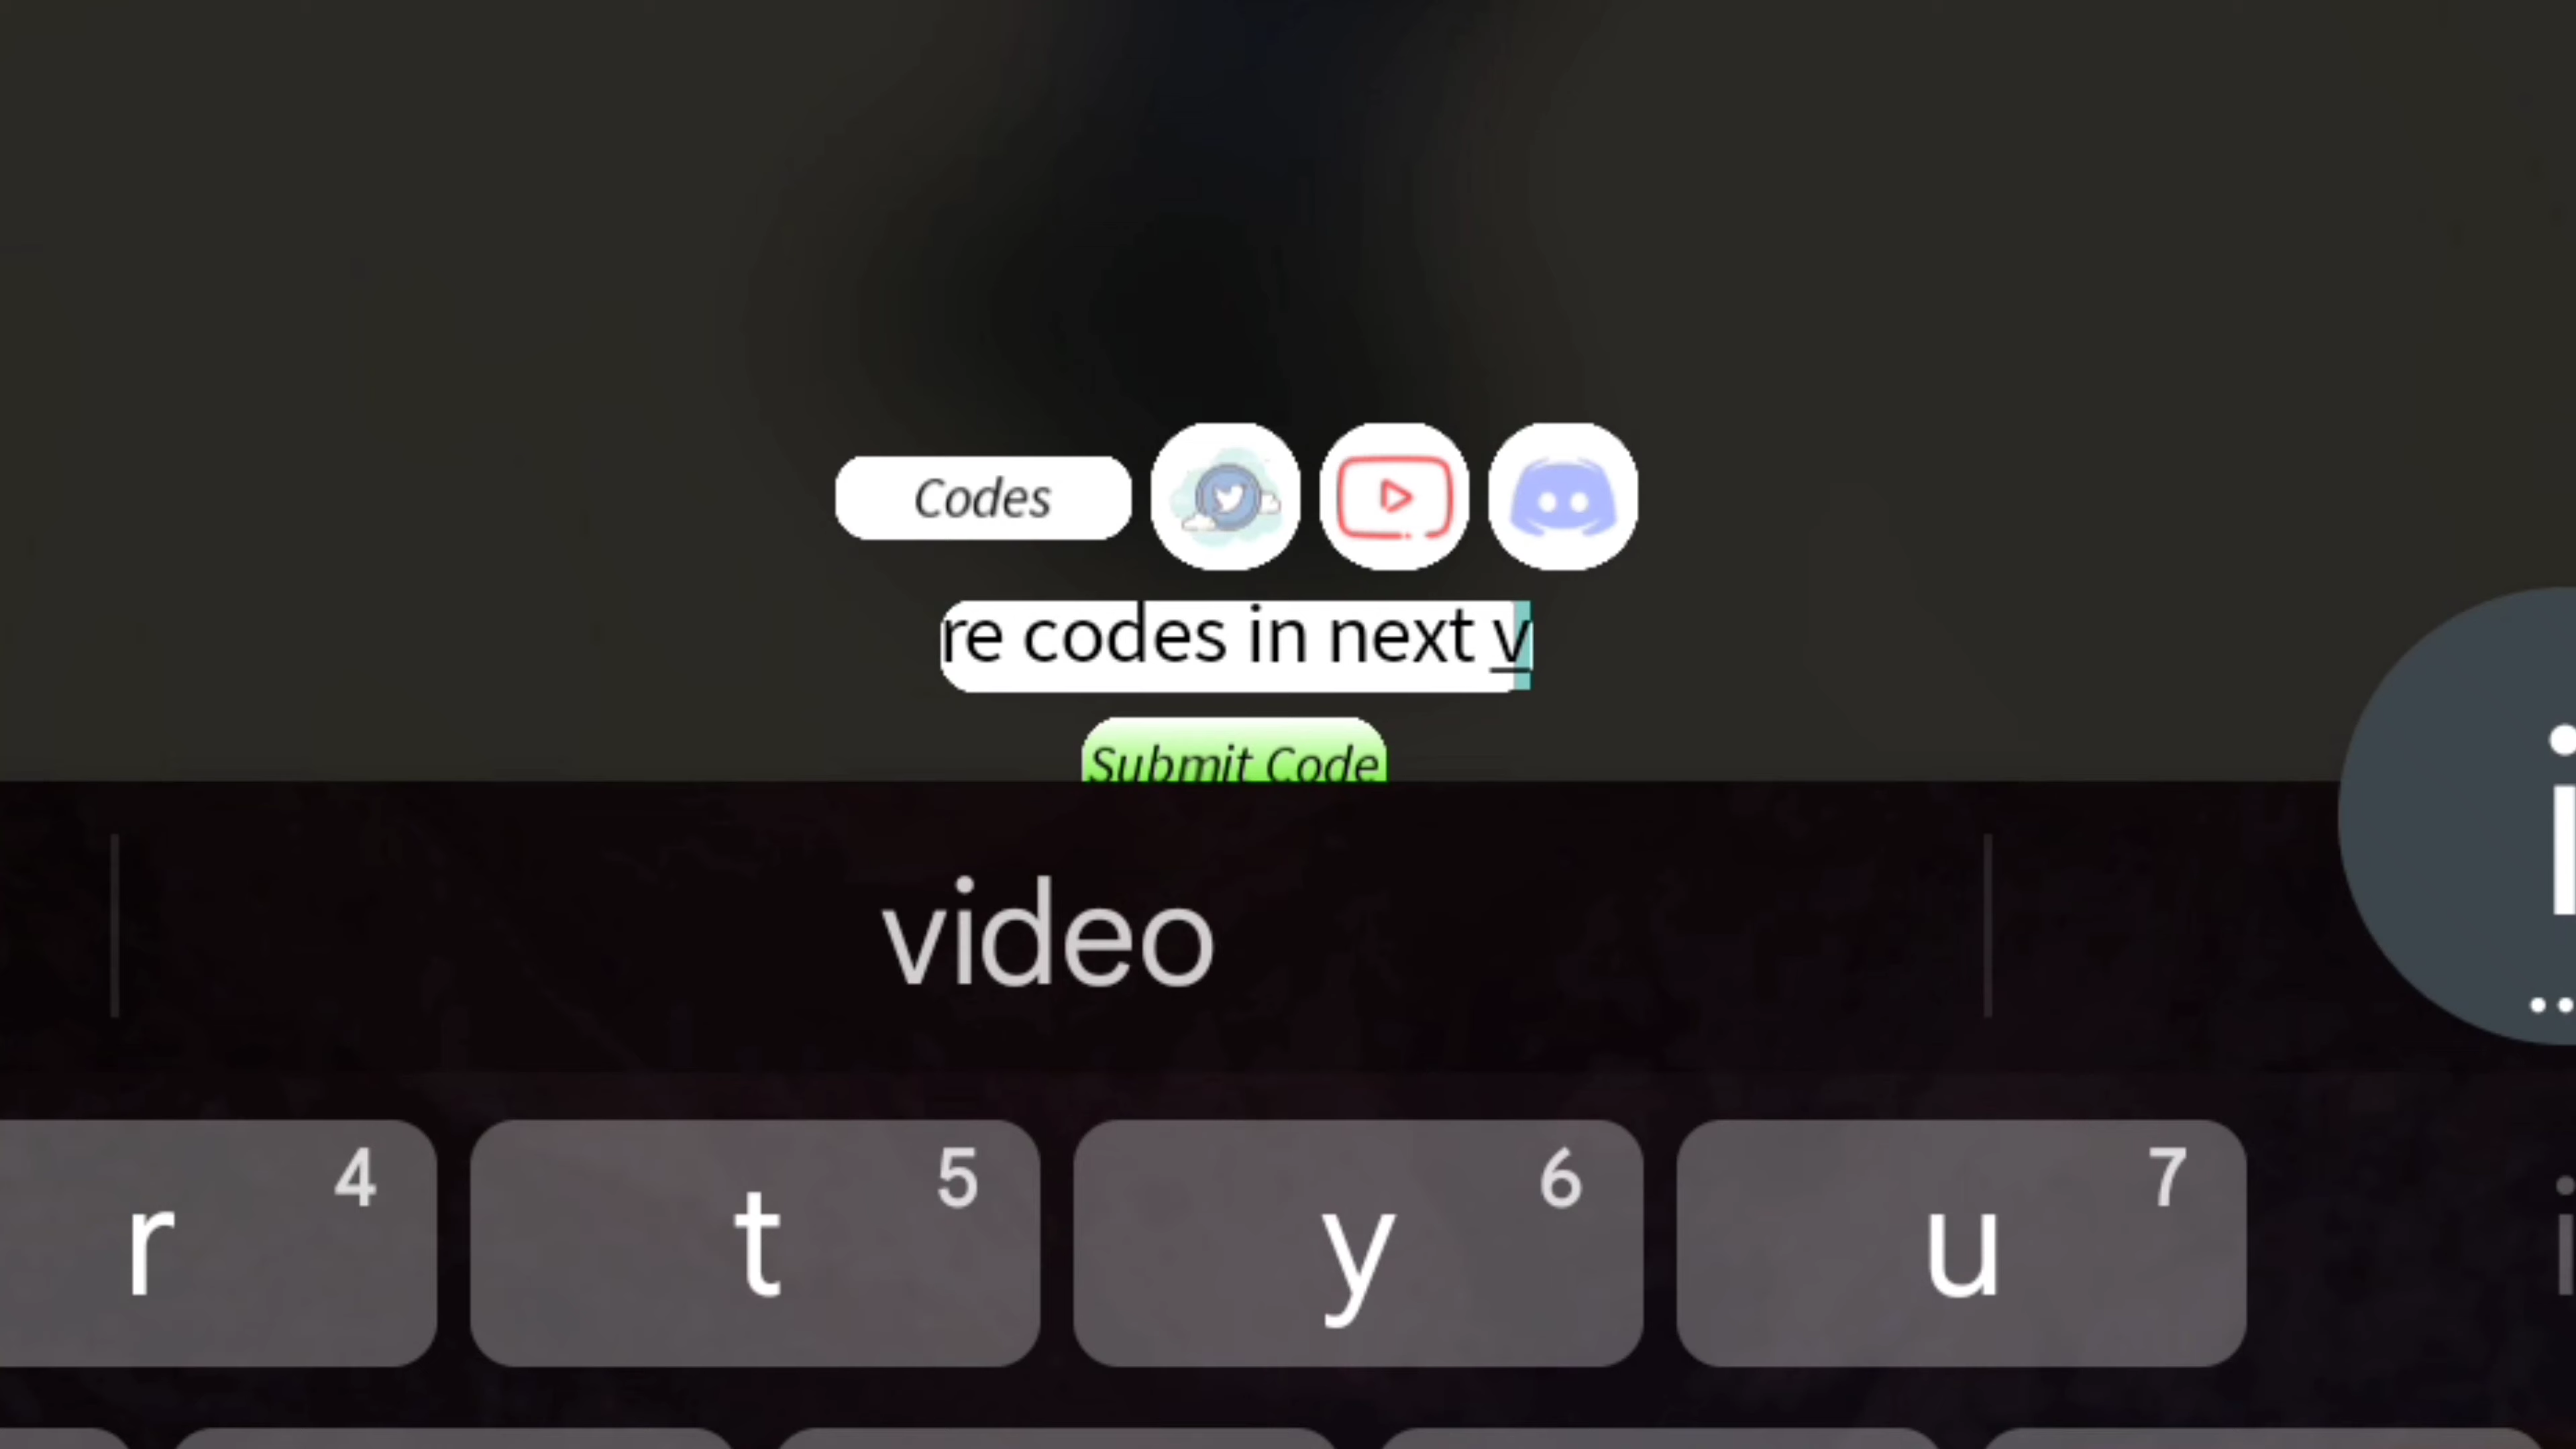 Codes
re codes in next v
Submit Code
i
video
r 4
t 5
y 6
u 7
i